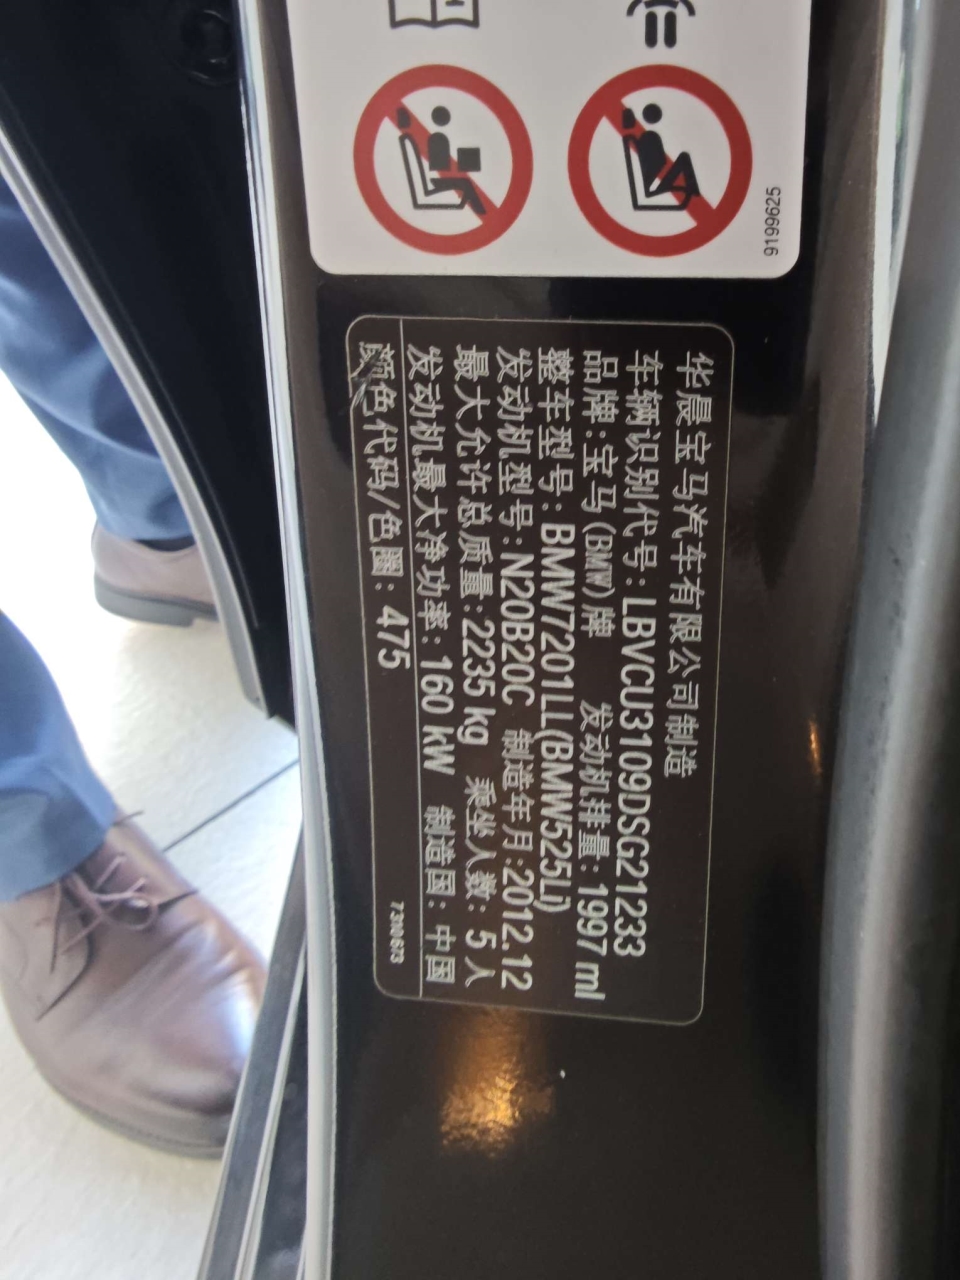 9199625
华晨宝马汽车有限公司制造
车辆识别代号:LBVCU3109DSG21233
品牌:宝马(BMW)牌 发动机排量:1997 ml
整车型号:BMW7201LL(BMW525Li)
发动机型号:N20B20C 制造年月:2012.12
最大允许总质量:2235 kg 乘坐人数:5人
发动机最大净功率:160 kW 制造国:中国
颜色代码/色圈:475